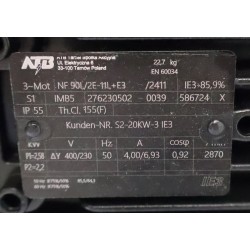 NTB
Ul. Elektryczna 6
33-100 Tarnów Poland
22,7 kg
EN 60034
3~Mot NF 90L/2E-11L+E3 /2411 IE3~85,9%
S1 IMB5 276230502 -0039 586724 X
IP 55 Th.Cl. 155(F)
Kunden-NR. S2-20KW-3 IE3
V Hz A cosφ
P1=2,58 ΔY 400/230 50 4,00/6,93 0,92 2870
P2=2,2